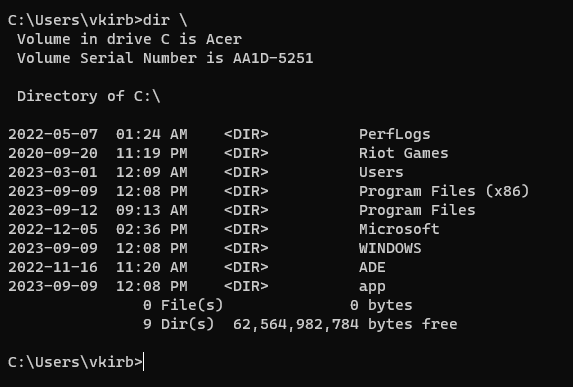 C:\Users\vkirb>dir \
 Volume in drive C is Acer
 Volume Serial Number is AA1D-5251

 Directory of C:\

2022-05-07  01:24 AM    <DIR>          PerfLogs
2020-09-20  11:19 PM    <DIR>          Riot Games
2023-03-01  12:09 AM    <DIR>          Users
2023-09-09  12:08 PM    <DIR>          Program Files (x86)
2023-09-12  09:13 AM    <DIR>          Program Files
2022-12-05  02:36 PM    <DIR>          Microsoft
2023-09-09  12:08 PM    <DIR>          WINDOWS
2022-11-16  11:20 AM    <DIR>          ADE
2023-09-09  12:08 PM    <DIR>          app
               0 File(s)              0 bytes
               9 Dir(s)  62,564,982,784 bytes free

C:\Users\vkirb>